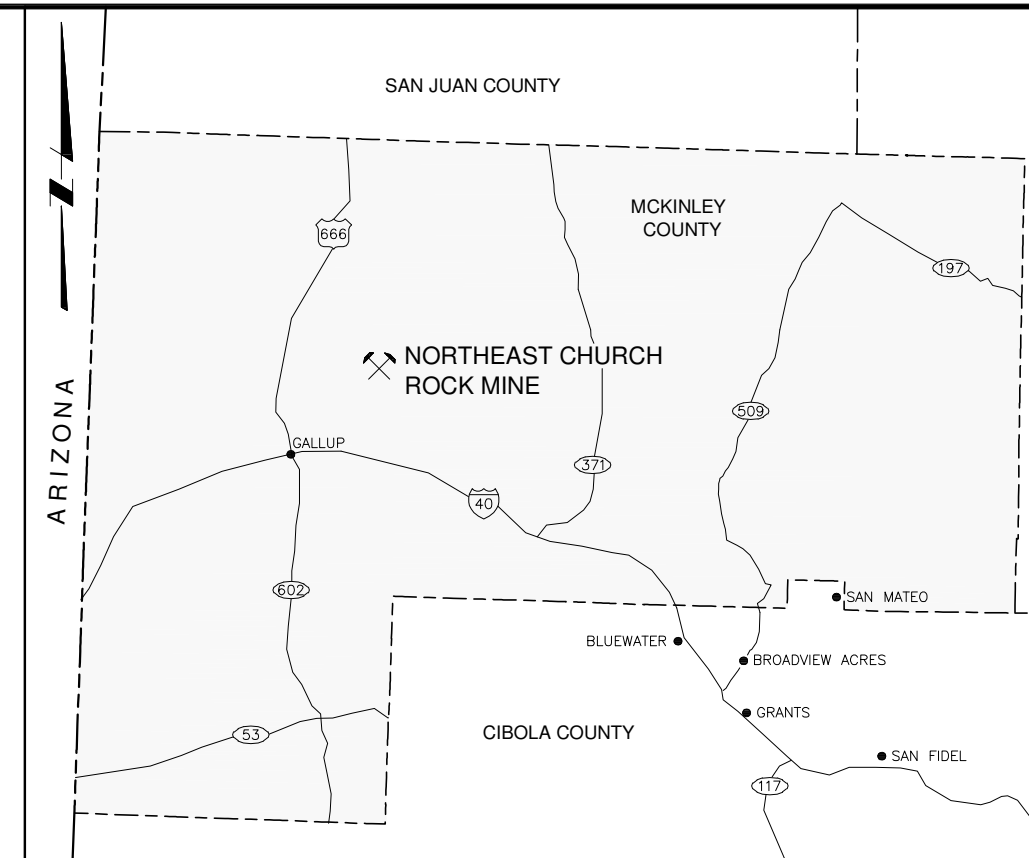 SAN JUAN COUNTY
MCKINLEY
COUNTY
666
197
NORTHEAST CHURCH
ROCK MINE
ARIZONA
509
GALLUP
371
40
602
SAN MATEO
BLUEWATER
BROADVIEW ACRES
GRANTS
53
CIBOLA COUNTY
SAN FIDEL
117